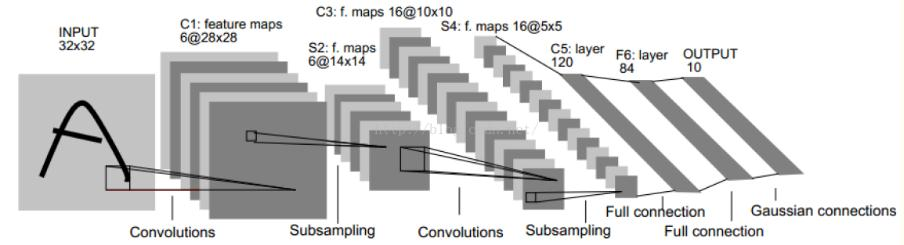 INPUT
32x32
C1: feature maps
6@28x28
S2: f. maps
6@14x14
C3: f. maps 16@10x10
S4: f. maps 16@5x5
C5: layer
120
F6: layer
84
OUTPUT
10
Convolutions
Subsampling
Convolutions
Subsampling
Full connection
Full connection
Gaussian connections